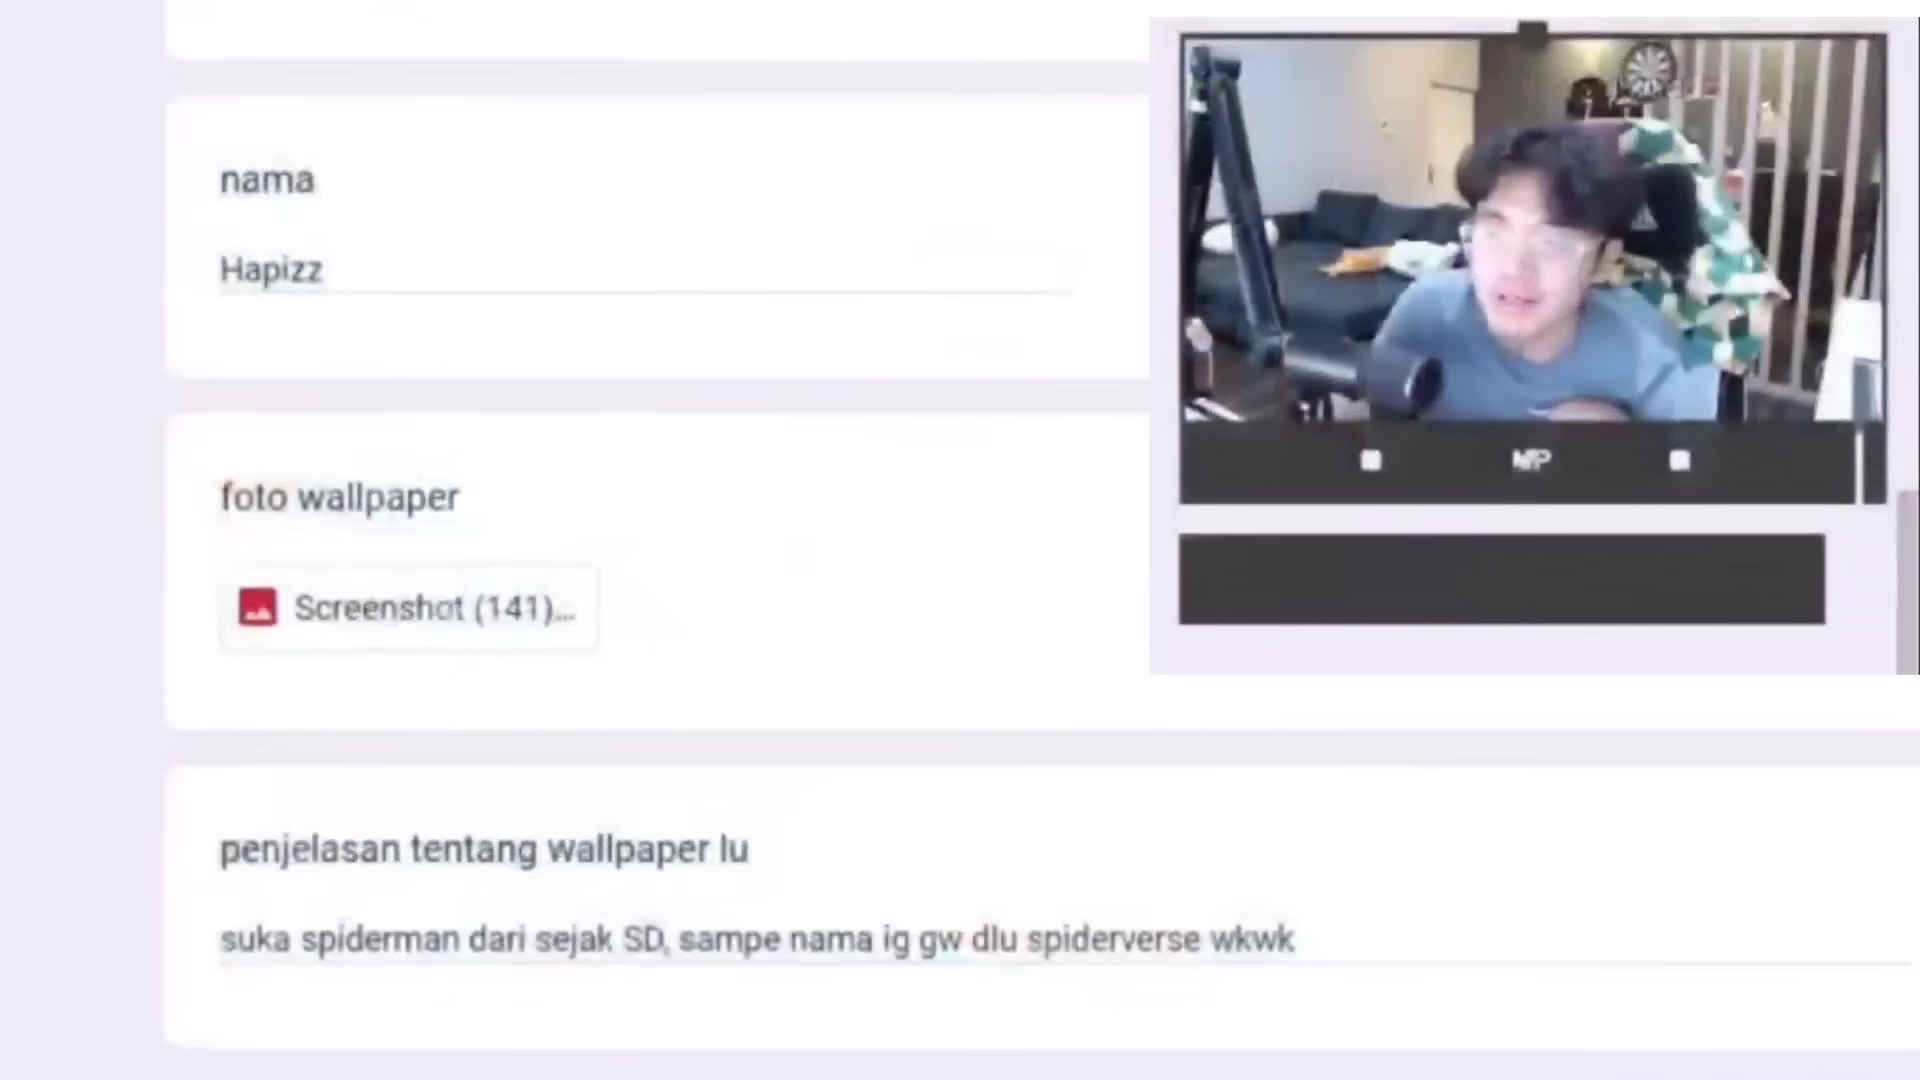 nama
Hapizz
foto wallpaper
Screenshot (141)...
penjelasan tentang wallpaper lu
suka spiderman dari sejak SD, sampe nama ig gw dlu spiderverse wkwk